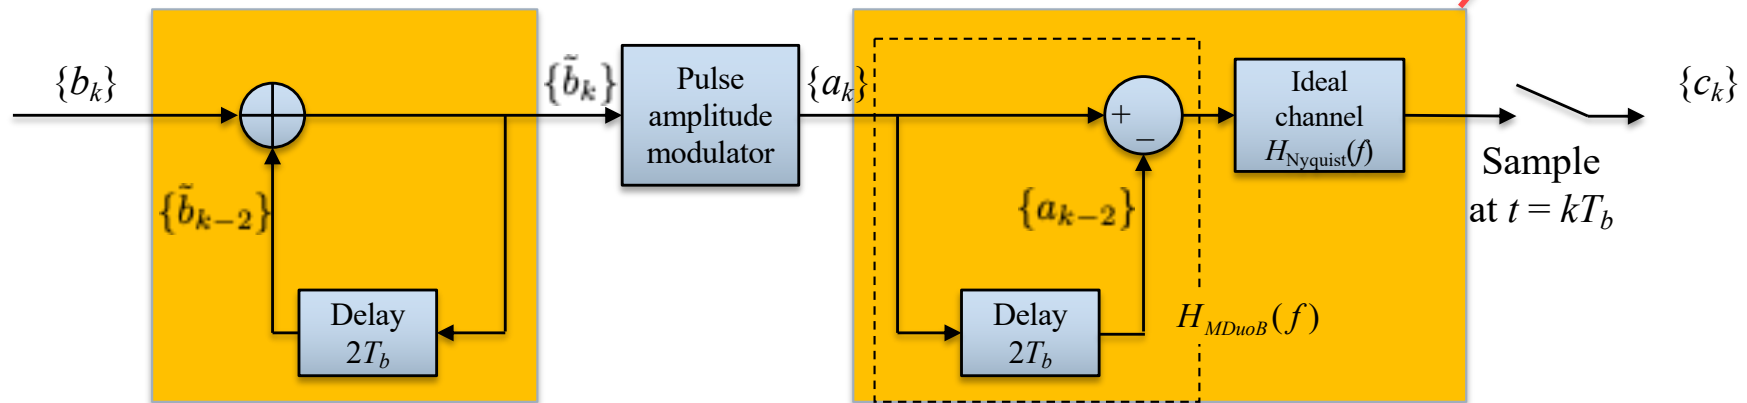 {b_k}
{b̃_k}
Pulse
amplitude
modulator
{a_k}
+
−
Ideal
channel
H_Nyquist(f)
{c_k}
Sample
at t = kT_b
{b̃_{k−2}}
{a_{k−2}}
Delay
2T_b
Delay
2T_b
H_MDuoB(f)